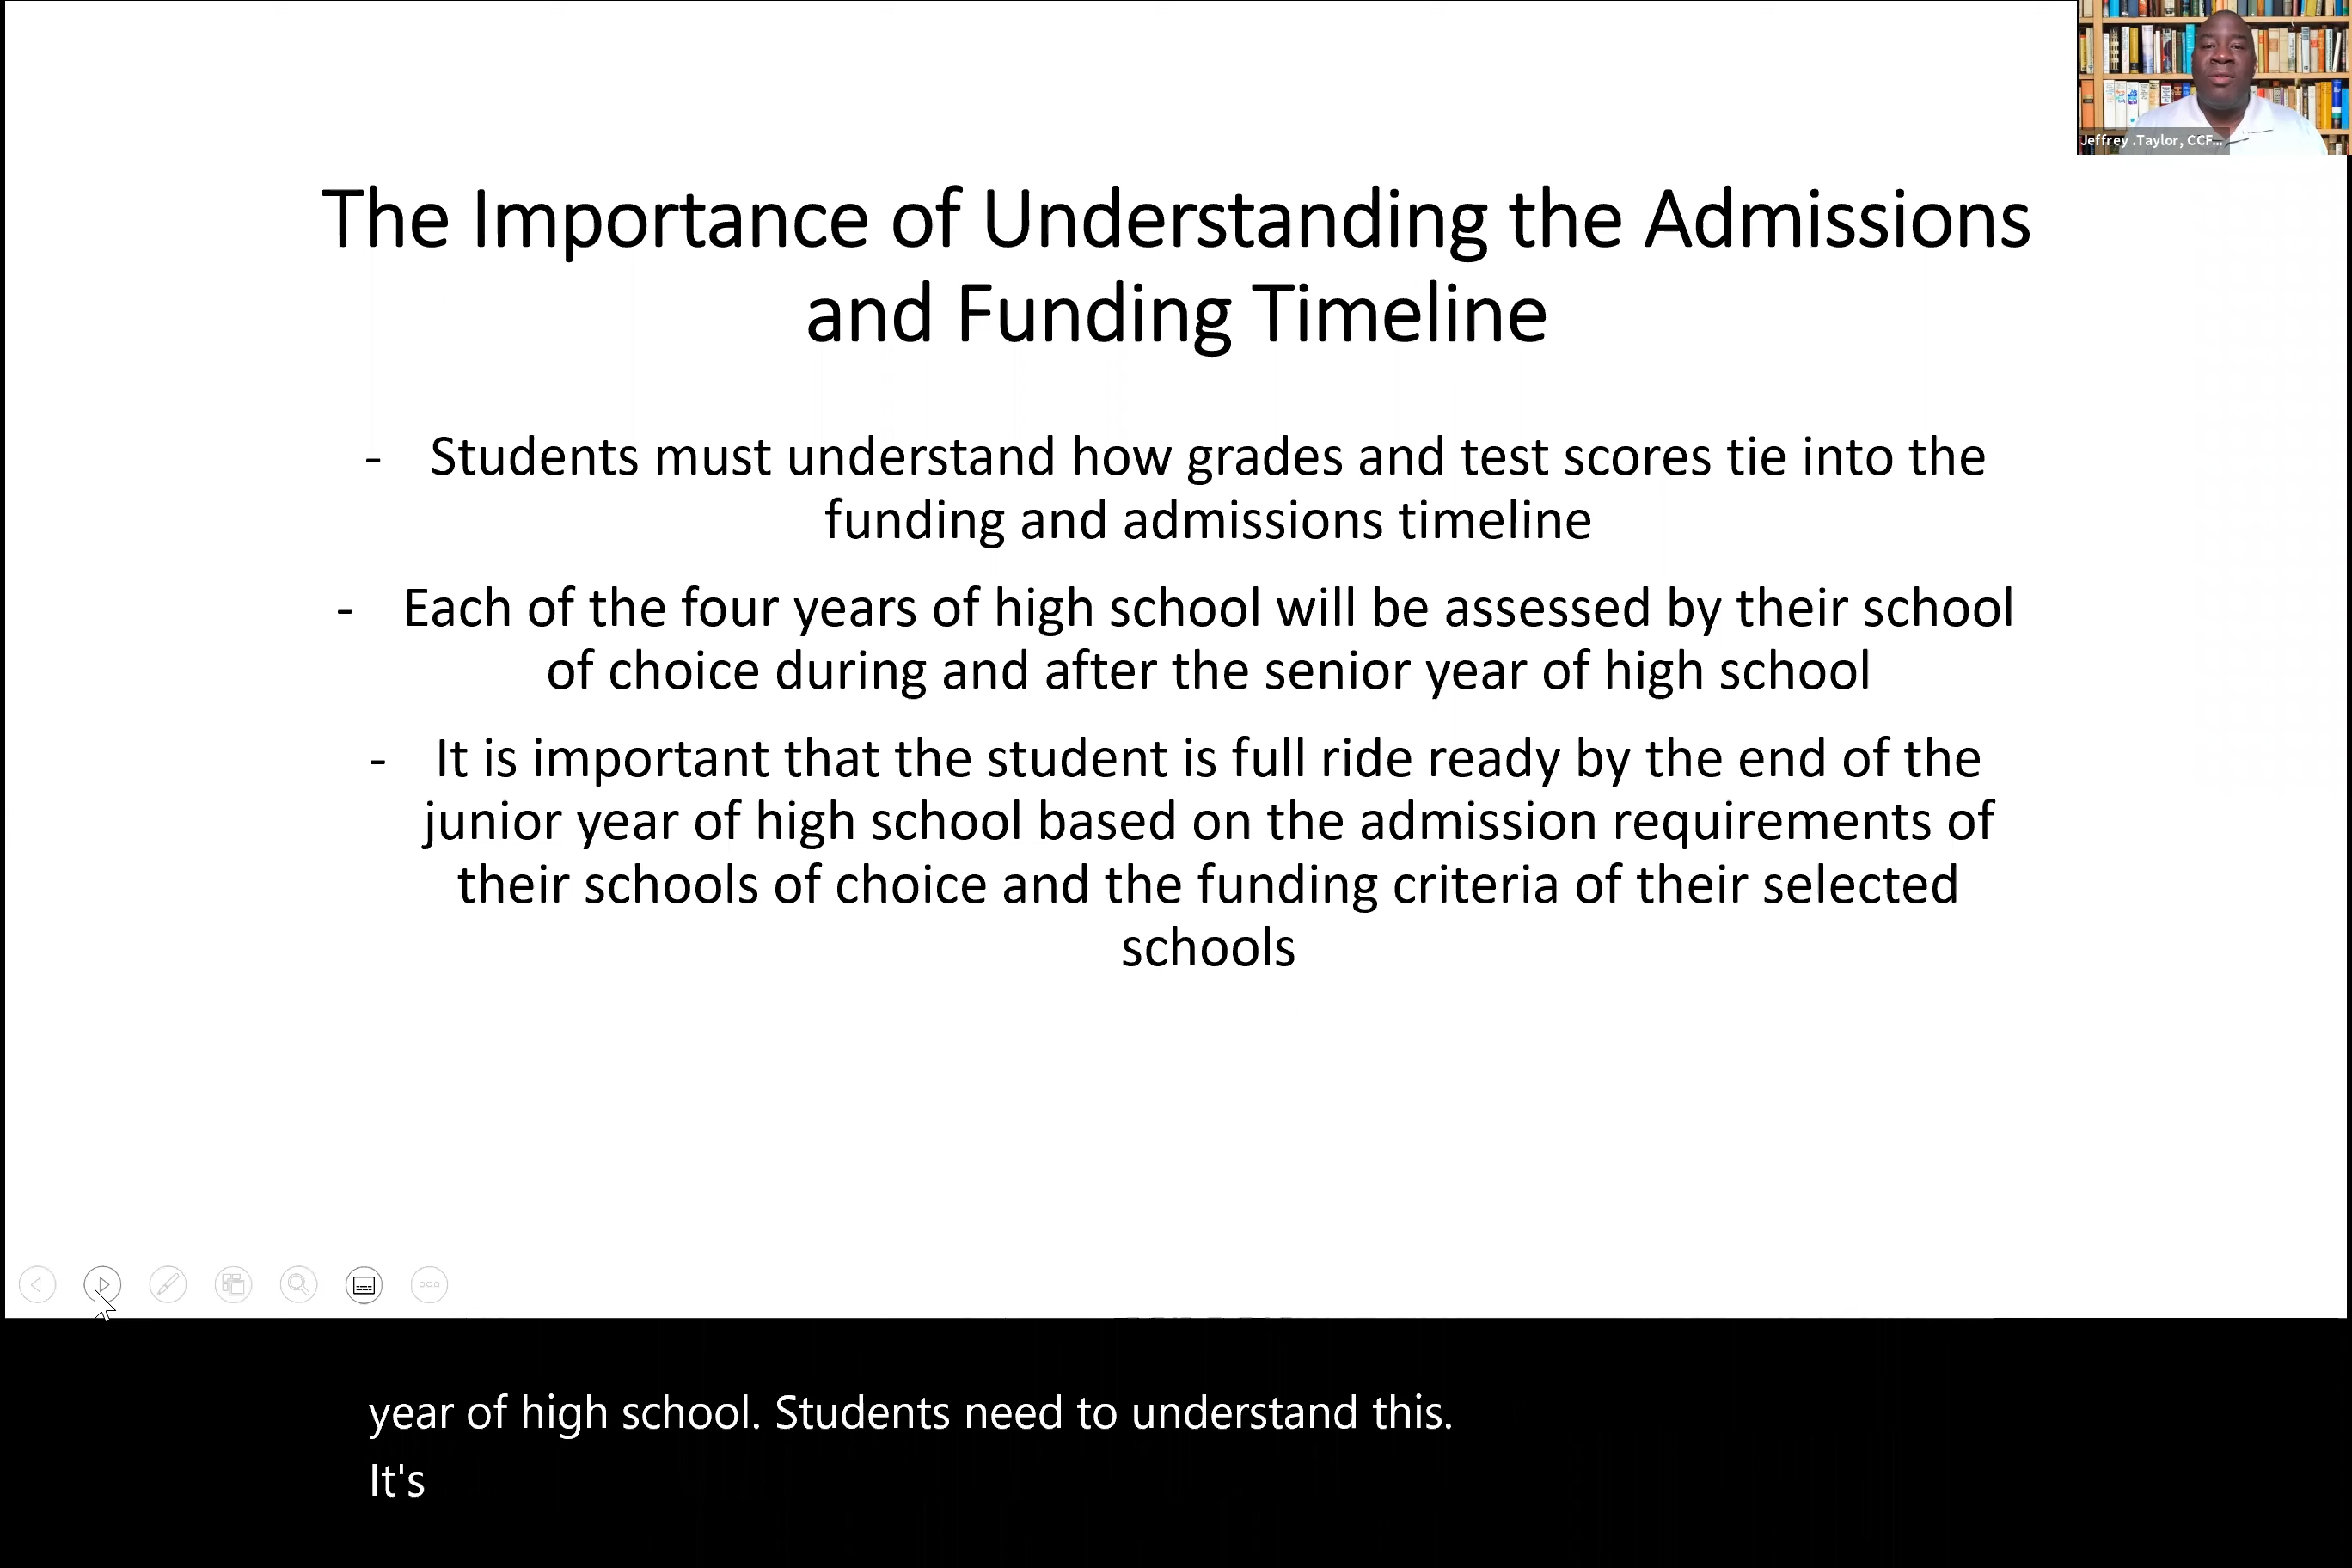 Jeffrey .Taylor, CCF...
The Importance of Understanding the Admissions
and Funding Timeline
- Students must understand how grades and test scores tie into the
funding and admissions timeline
- Each of the four years of high school will be assessed by their school
of choice during and after the senior year of high school
- It is important that the student is full ride ready by the end of the
junior year of high school based on the admission requirements of
their schools of choice and the funding criteria of their selected
schools
year of high school. Students need to understand this.
It's